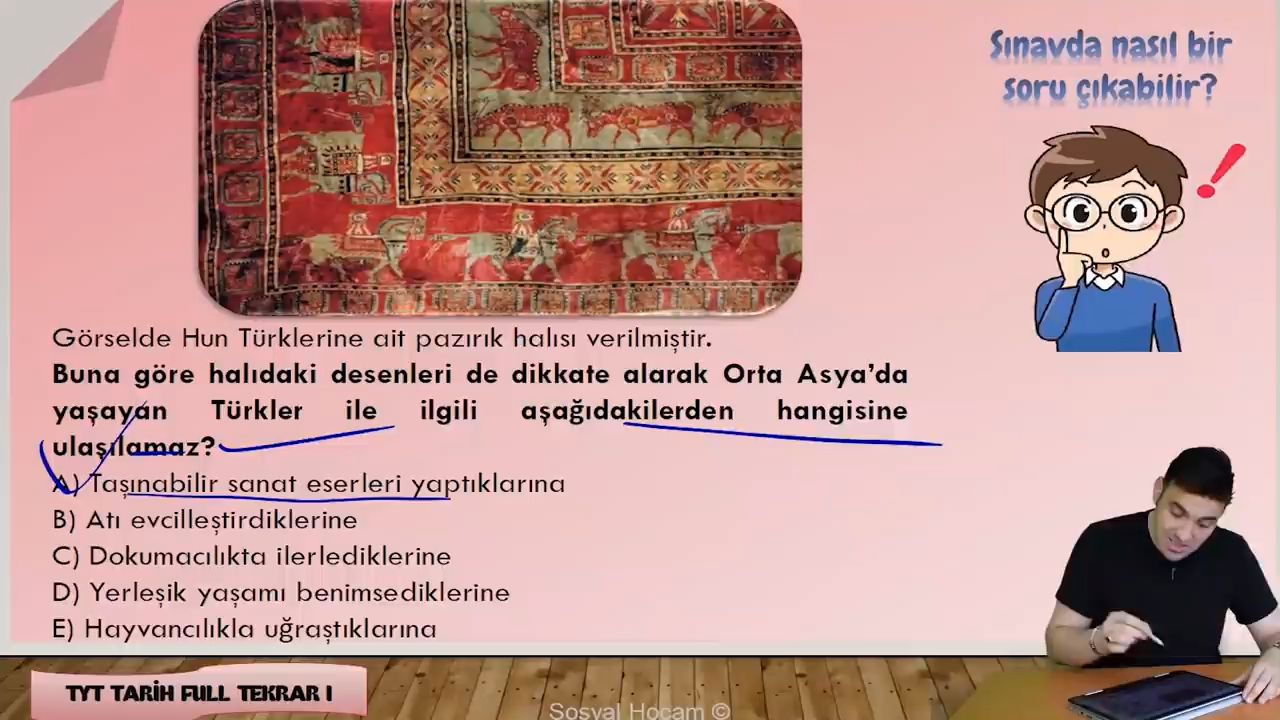 Sınavda nasıl bir
soru çıkabilir?
Görselde Hun Türklerine ait pazırık halısı verilmiştir.
Buna göre halıdaki desenleri de dikkate alarak Orta Asya'da
yaşayan Türkler ile ilgili aşağıdakilerden hangisine
ulaşılamaz?
A) Taşınabilir sanat eserleri yaptıklarına
B) Atı evcilleştirdiklerine
C) Dokumacılıkta ilerlediklerine
D) Yerleşik yaşamı benimsediklerine
E) Hayvancılıkla uğraştıklarına
TYT TARİH FULL TEKRAR I
Sosyal Hocam ©